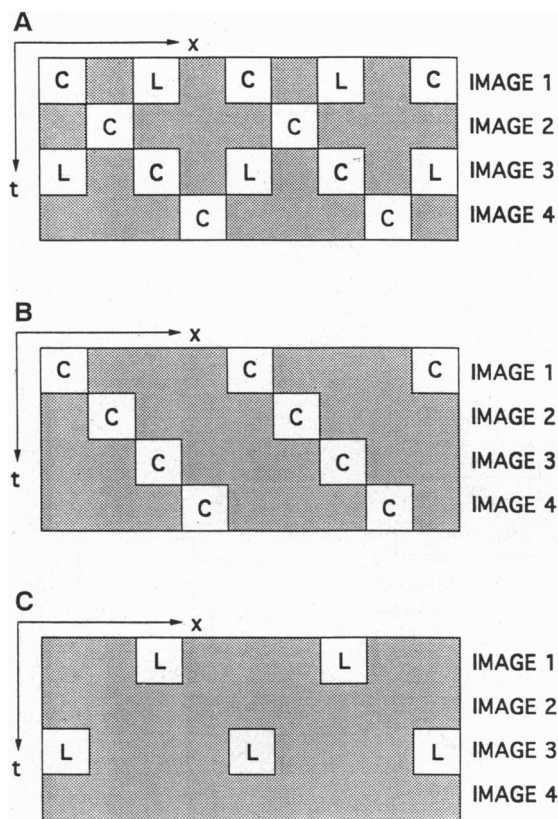 A
x
C L C L C IMAGE 1
C C IMAGE 2
L C L C L IMAGE 3
t
C C IMAGE 4
B
x
C C C IMAGE 1
C C IMAGE 2
C C IMAGE 3
t
C C IMAGE 4
C
x
L L IMAGE 1
IMAGE 2
L L L IMAGE 3
t
IMAGE 4